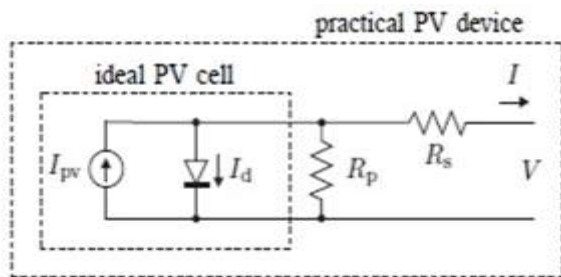 practical PV device
ideal PV cell
I
I_pv
I_d
R_p
R_s
V